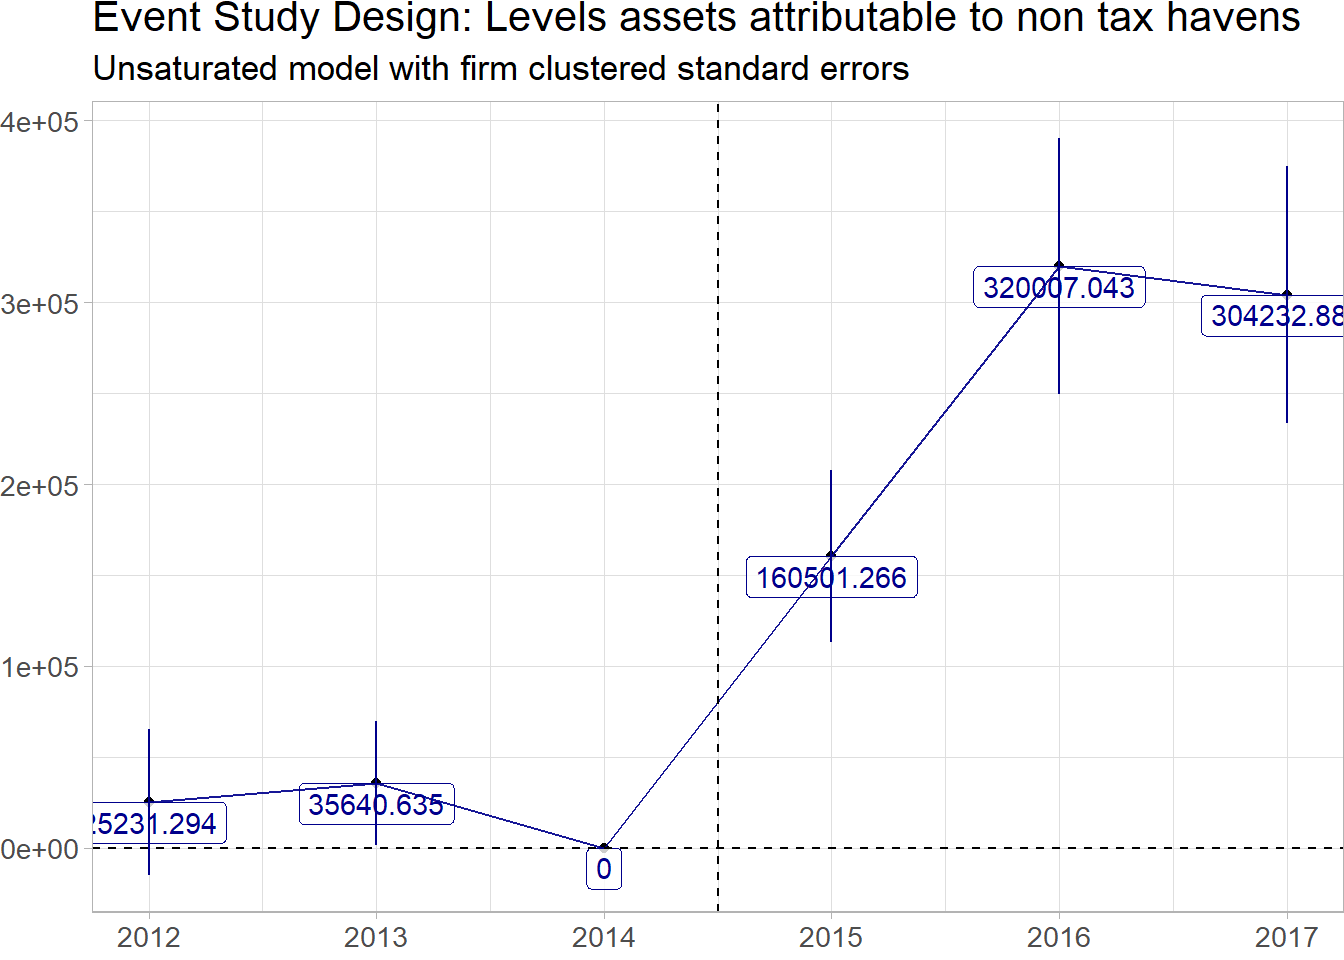 Event Study Design: Levels assets attributable to non tax havens
Unsaturated model with firm clustered standard errors
4e+05
3e+05
2e+05
1e+05
0e+00
320007.043
304232.88
160501.266
35640.635
25231.294
0
2012 2013 2014 2015 2016 2017